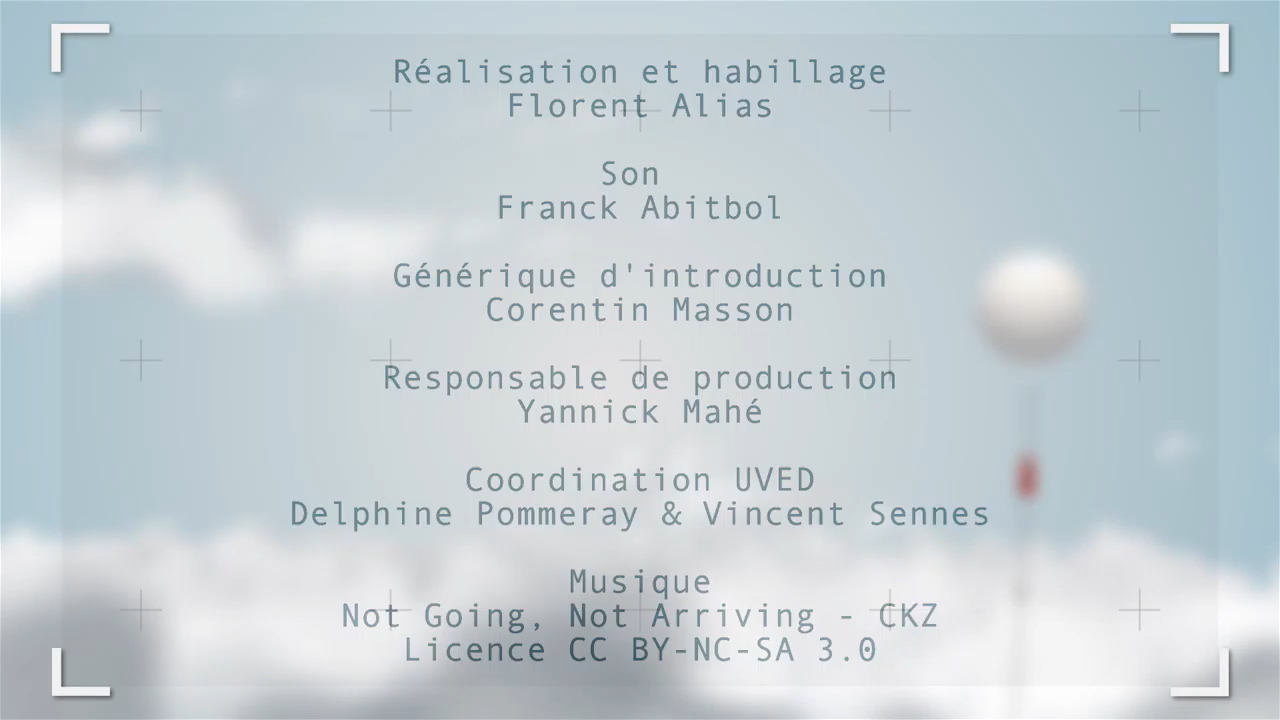 Réalisation et habillage
Florent Alias
Son
Franck Abitbol
Générique d'introduction
Corentin Masson
Responsable de production
Yannick Mahé
Coordination UVED
Delphine Pommeray & Vincent Sennes
Musique
Not Going, Not Arriving - CKZ
Licence CC BY-NC-SA 3.0